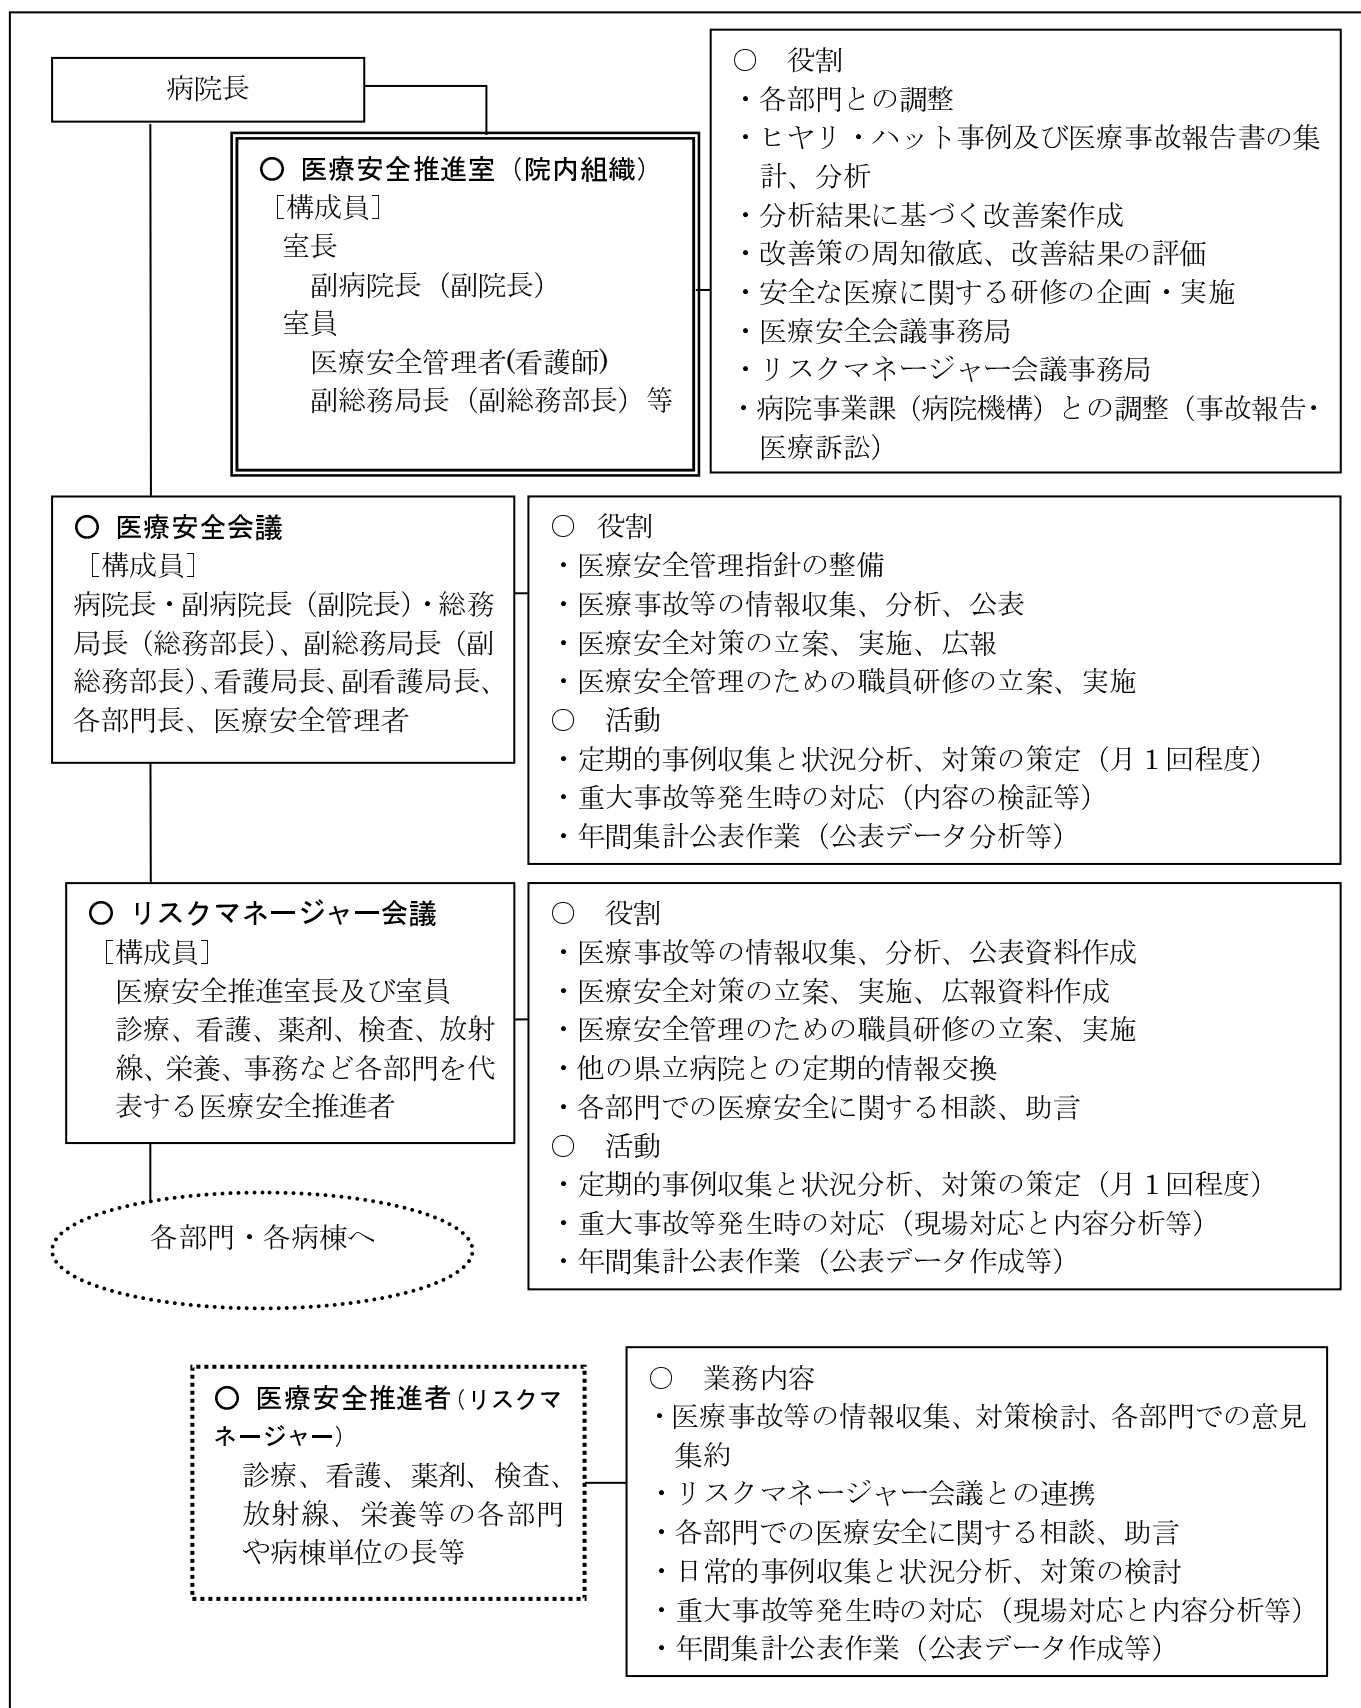 病院長
○ 医療安全推進室（院内組織）
［構成員］
室長
副病院長（副院長）
室員
医療安全管理者(看護師)
副総務局長（副総務部長）等
○　役割
・各部門との調整
・ヒヤリ・ハット事例及び医療事故報告書の集
計、分析
・分析結果に基づく改善案作成
・改善策の周知徹底、改善結果の評価
・安全な医療に関する研修の企画・実施
・医療安全会議事務局
・リスクマネージャー会議事務局
・病院事業課（病院機構）との調整（事故報告・
医療訴訟）
○ 医療安全会議
［構成員］
病院長・副病院長（副院長）・総務
局長（総務部長）、副総務局長（副
総務部長）、看護局長、副看護局長、
各部門長、医療安全管理者
○ 役割
・医療安全管理指針の整備
・医療事故等の情報収集、分析、公表
・医療安全対策の立案、実施、広報
・医療安全管理のための職員研修の立案、実施
○　活動
・定期的事例収集と状況分析、対策の策定（月１回程度）
・重大事故等発生時の対応（内容の検証等）
・年間集計公表作業（公表データ分析等）
○ リスクマネージャー会議
［構成員］
医療安全推進室長及び室員
診療、看護、薬剤、検査、放射
線、栄養、事務など各部門を代
表する医療安全推進者
○　役割
・医療事故等の情報収集、分析、公表資料作成
・医療安全対策の立案、実施、広報資料作成
・医療安全管理のための職員研修の立案、実施
・他の県立病院との定期的情報交換
・各部門での医療安全に関する相談、助言
○　活動
・定期的事例収集と状況分析、対策の策定（月１回程度）
・重大事故等発生時の対応（現場対応と内容分析等）
・年間集計公表作業（公表データ作成等）
各部門・各病棟へ
○ 医療安全推進者（リスクマ
ネージャー）
診療、看護、薬剤、検査、
放射線、栄養等の各部門
や病棟単位の長等
○　業務内容
・医療事故等の情報収集、対策検討、各部門での意見
集約
・リスクマネージャー会議との連携
・各部門での医療安全に関する相談、助言
・日常的事例収集と状況分析、対策の検討
・重大事故等発生時の対応（現場対応と内容分析等）
・年間集計公表作業（公表データ作成等）